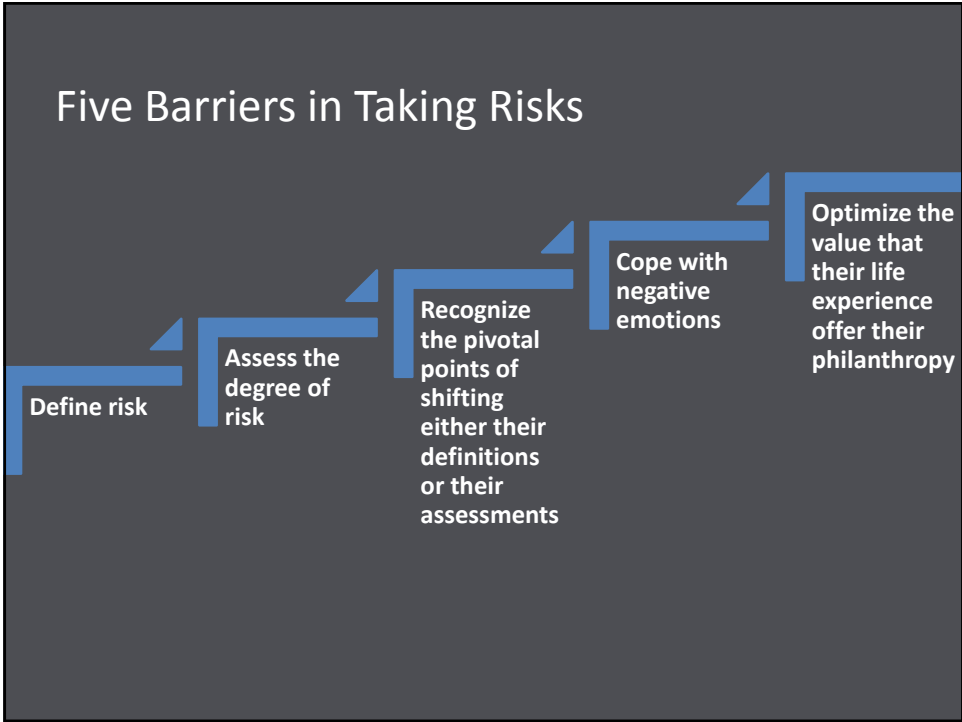 Five Barriers in Taking Risks
Define risk
Assess the
degree of
risk
Recognize
the pivotal
points of
shifting
either their
definitions
or their
assessments
Cope with
negative
emotions
Optimize the
value that
their life
experience
offer their
philanthropy